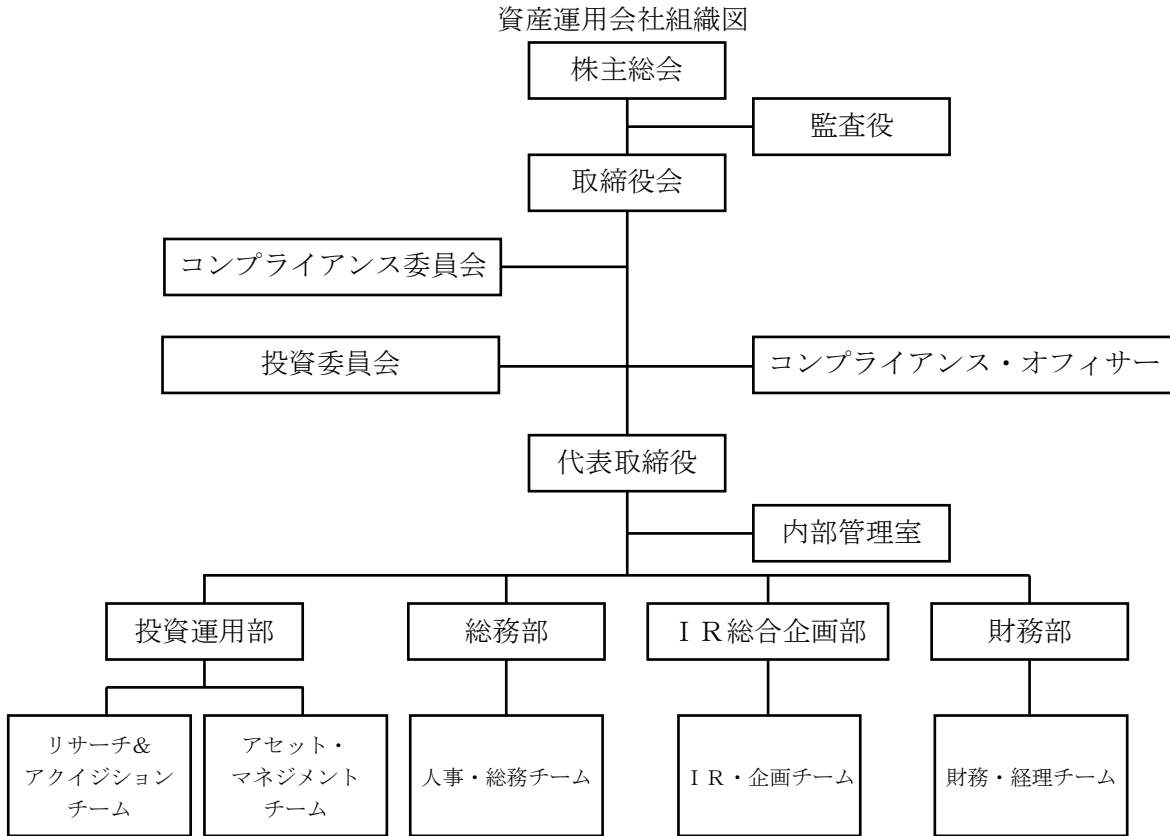 資産運用会社組織図
株主総会
監査役
取締役会
コンプライアンス委員会
投資委員会
コンプライアンス・オフィサー
代表取締役
内部管理室
投資運用部
総務部
ＩＲ総合企画部
財務部
リサーチ＆
アクイジション
チーム
アセット・
マネジメント
チーム
人事・総務チーム
ＩＲ・企画チーム
財務・経理チーム